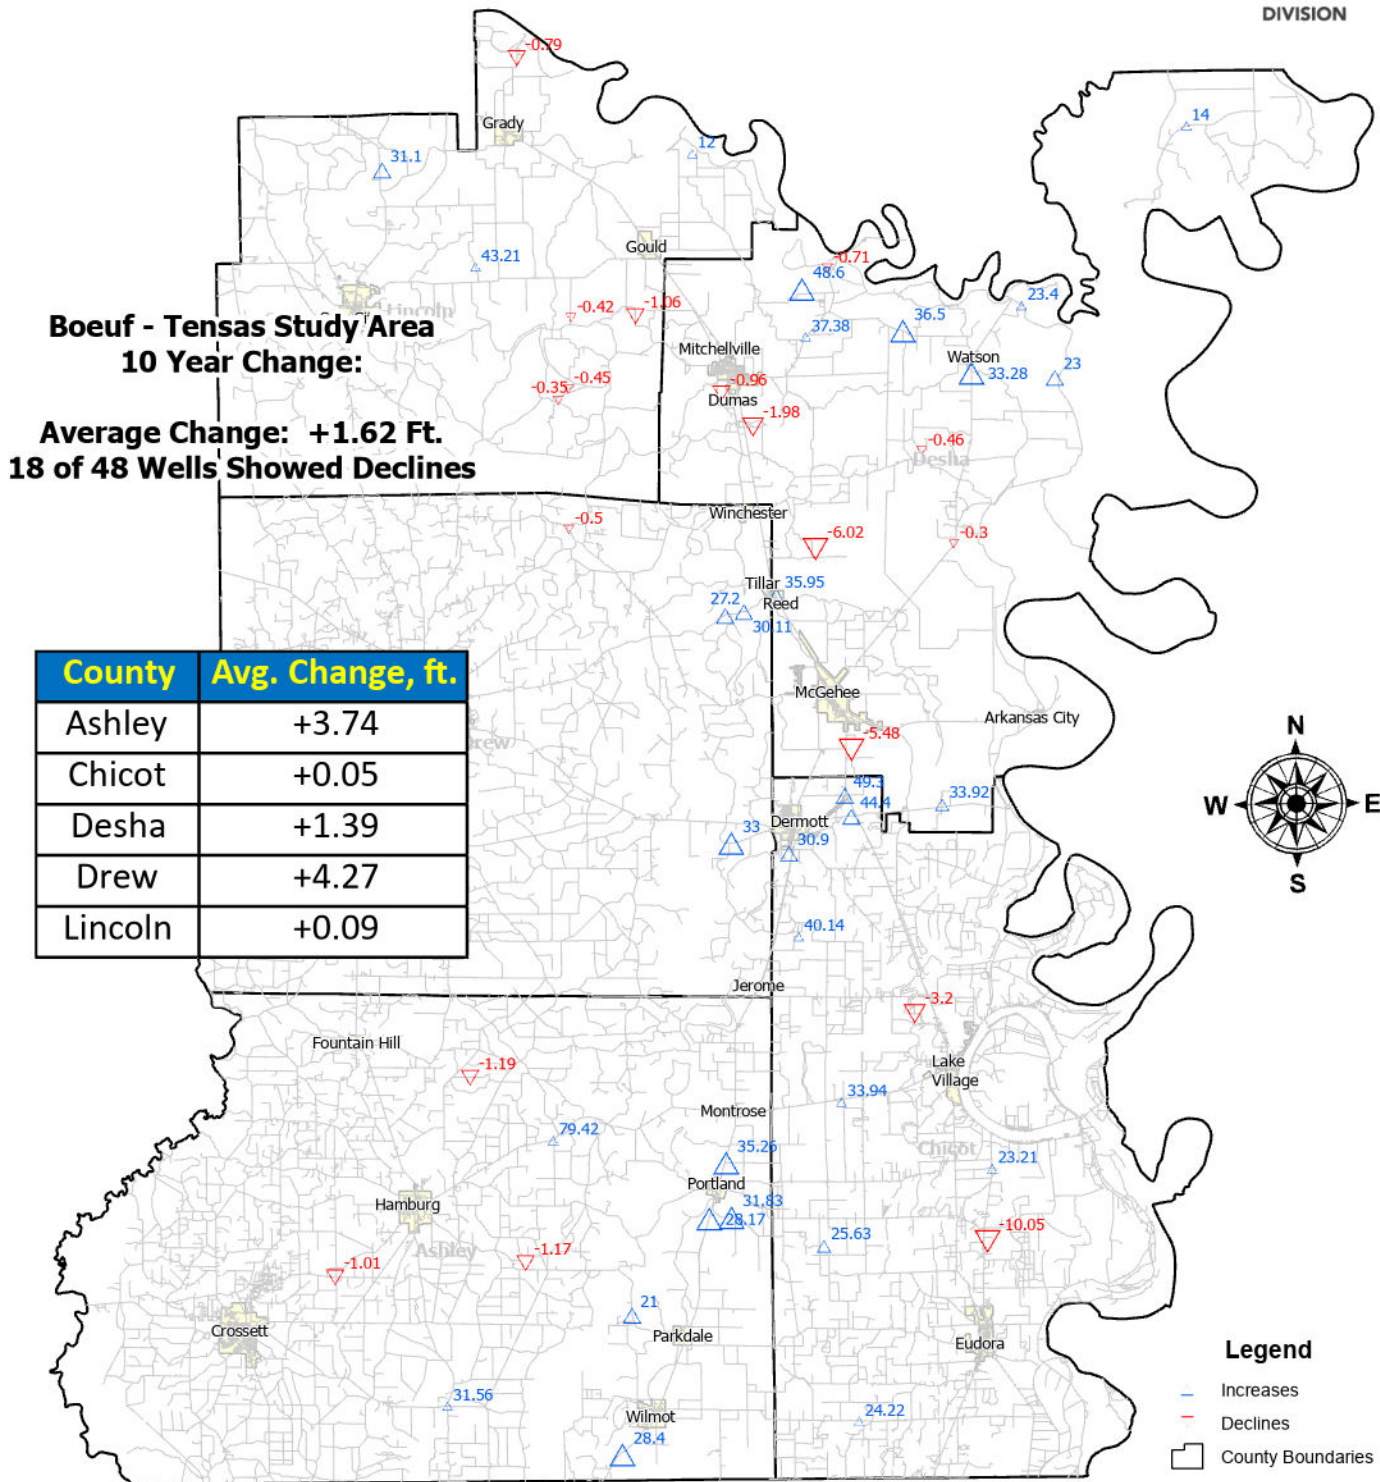 DIVISION
-0.79
14
Grady
12
31.1
Gould
43.21
-0.71
48.6
23.4
-0.42
-1.06
36.5
Lincoln
Boeuf - Tensas Study Area
37.38
10 Year Change:
Mitchellville
Watson
33.28
23
-0.45
-0.35
-0.96
Dumas
-1.98
Average Change: +1.62 Ft.
18 of 48 Wells Showed Declines
-0.46
Desha
Winchester
-0.5
-6.02
-0.3
Tillar
35.95
27.2
Reed
30.11
County
Avg. Change, ft.
Ashley
+3.74
Chicot
+0.05
Desha
+1.39
Drew
+4.27
Lincoln
+0.09
McGehee
Arkansas City
-5.48
49.3
33.92
44.4
Dermott
33
30.9
40.14
Jerome
-3.2
Fountain Hill
-1.19
Lake
Village
33.94
Montrose
79.42
Chicot
35.26
23.21
Portland
31.83
28.17
Hamburg
-10.05
25.63
Ashley
-1.17
-1.01
21
Crossett
Parkdale
Eudora
31.56
Wilmot
24.22
28.4
N
W
E
S
Legend
Increases
Declines
County Boundaries